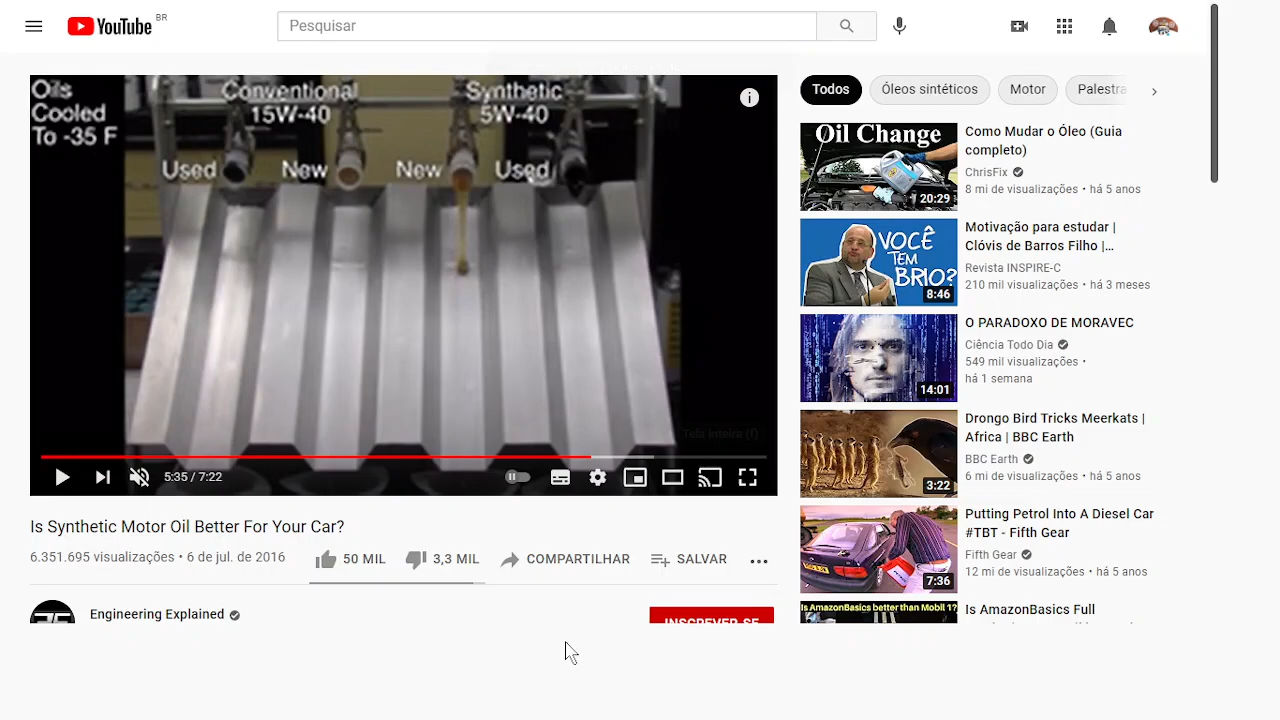 YouTube BR
Pesquisar
Oils
Cooled
To -35 F
Conventional
15W-40
Synthetic
5W-40
Used
New
New
Used
Tela inteira (f)
5:35 / 7:22
Is Synthetic Motor Oil Better For Your Car?
6.351.695 visualizações • 6 de jul. de 2016
50 MIL
3,3 MIL
COMPARTILHAR
SALVAR
Engineering Explained
INSCREVER-SE
Todos
Óleos sintéticos
Motor
Palestra
Oil Change
20:29
Como Mudar o Óleo (Guia
completo)
ChrisFix
8 mi de visualizações • há 5 anos
VOCÊ
TEM
BRIO?
8:46
Motivação para estudar |
Clóvis de Barros Filho |...
Revista INSPIRE-C
210 mil visualizações • há 3 meses
14:01
O PARADOXO DE MORAVEC
Ciência Todo Dia
549 mil visualizações •
há 1 semana
3:22
Drongo Bird Tricks Meerkats |
Africa | BBC Earth
BBC Earth
6 mi de visualizações • há 5 anos
7:36
Putting Petrol Into A Diesel Car
#TBT - Fifth Gear
Fifth Gear
12 mi de visualizações • há 5 anos
Is AmazonBasics better than Mobil 1?
Is AmazonBasics Full